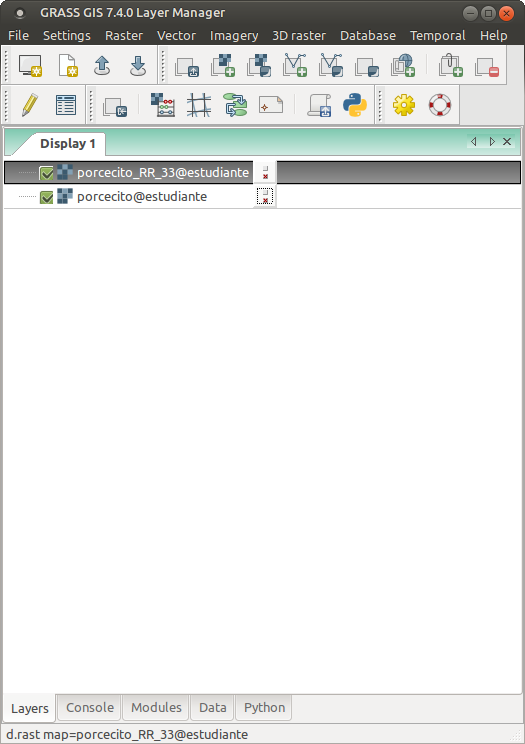 GRASS GIS 7.4.0 Layer Manager
File Settings Raster Vector Imagery 3D raster Database Temporal Help
Display 1
porcecito_RR_33@estudiante
porcecito@estudiante
Layers Console Modules Data Python
d.rast map=porcecito_RR_33@estudiante